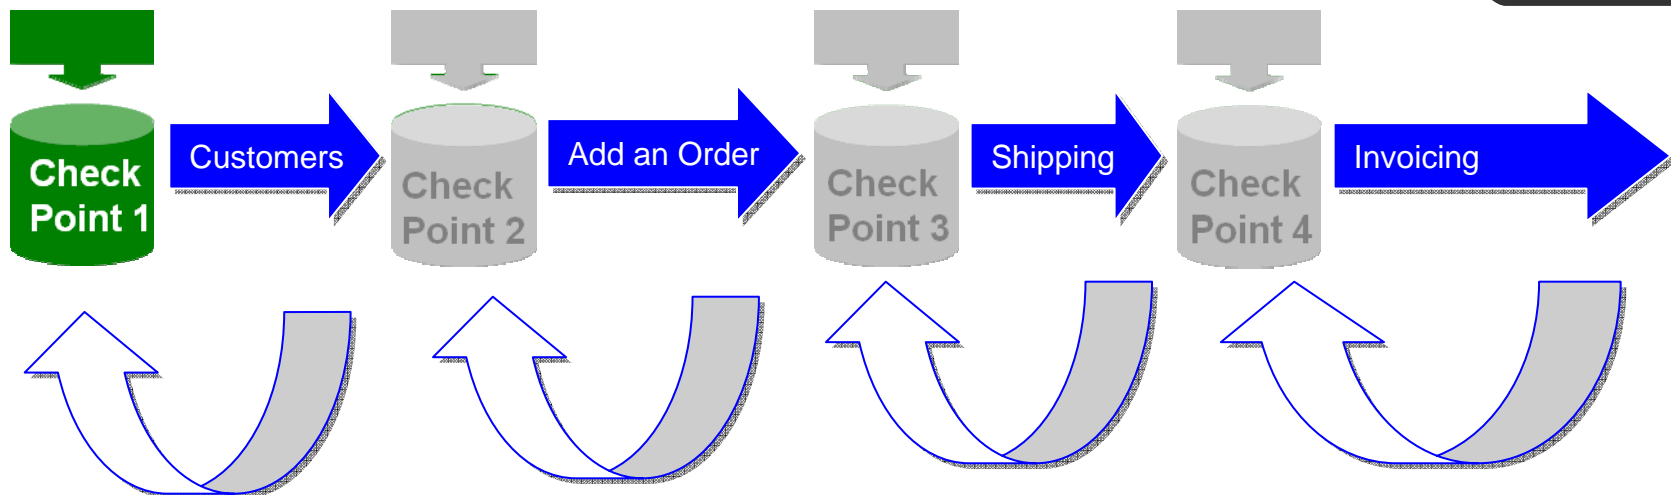 Check
Point 1
Customers
Check
Point 2
Add an Order
Check
Point 3
Shipping
Check
Point 4
Invoicing